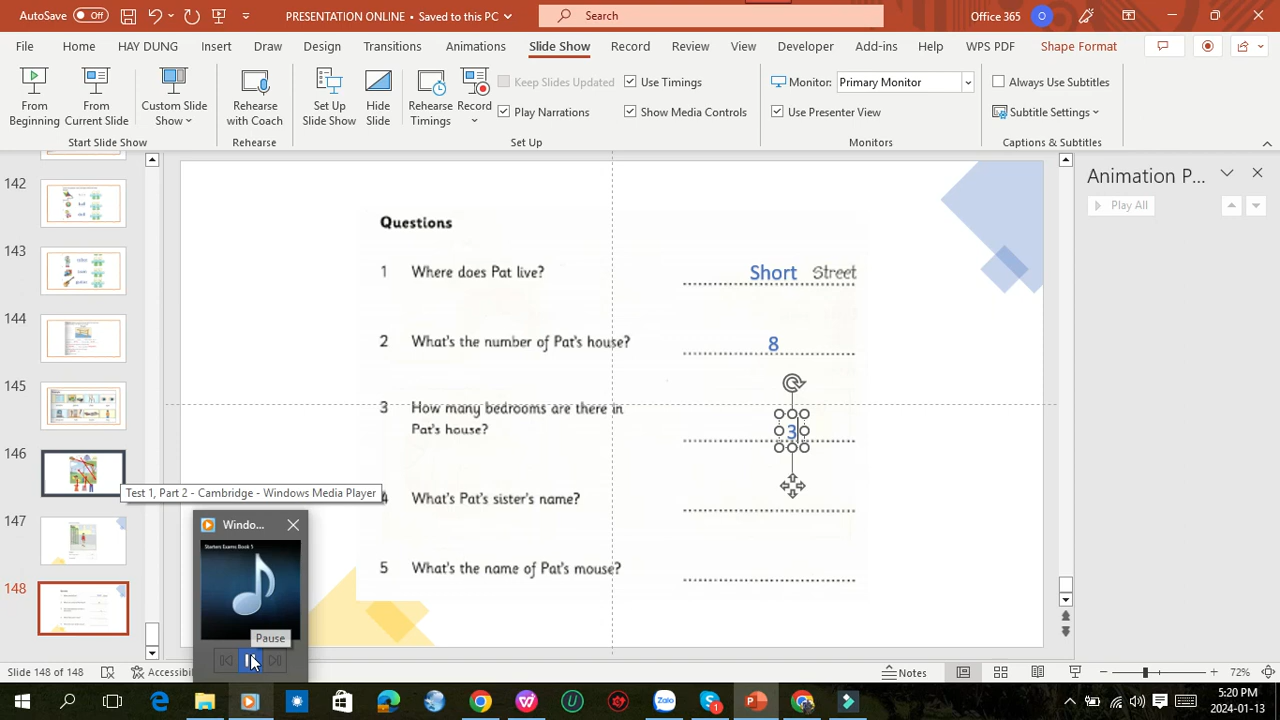 AutoSave Off PRESENTATION ONLINE - Saved to this PC Search Office 365
File Home HAY DUNG Insert Draw Design Transitions Animations Slide Show Record Review View Developer Add-ins Help WPS PDF Shape Format
From Beginning
From Current Slide
Custom Slide Show
Rehearse with Coach
Set Up Slide Show
Hide Slide
Keep Slides Updated
Play Narrations
Rehearse Timings
Record
Use Timings
Show Media Controls
Monitor: Primary Monitor
Use Presenter View
Always Use Subtitles
Subtitle Settings
Start Slide Show Rehearse Set Up Monitors Captions & Subtitles
142
143
144
145
146
147
148
Questions
1 Where does Pat live? Short Street
2 What's the number of Pat's house? 8
3 How many bedrooms are there in
Pat's house? 3
4 What's Pat's sister's name?
5 What's the name of Pat's mouse?
Animation P...
Play All
Test 1, Part 2 - Cambridge - Windows Media Player
Windo...
Starters Exams Book 5
Pause
Slide 148 of 148 Accessibi Notes 72%
5:20 PM
2024-01-13
Zalo
1